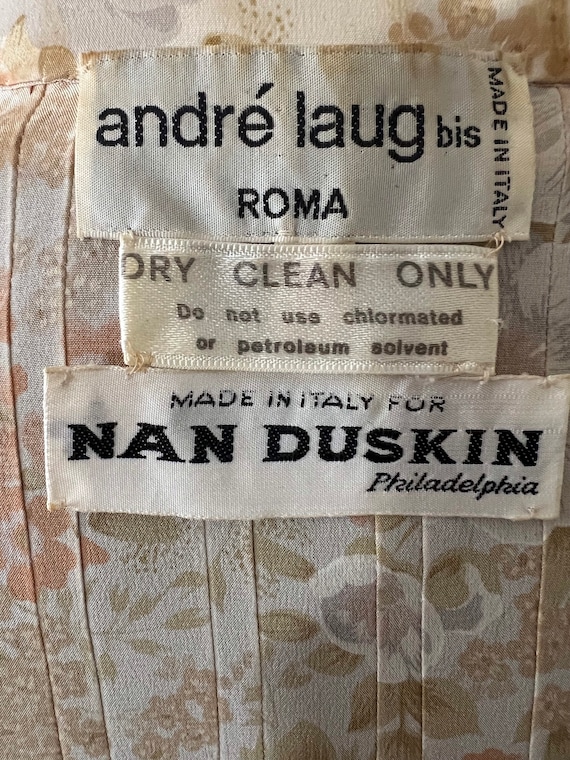 andré laug bis
MADE IN ITALY
ROMA
DRY CLEAN ONLY
Do not use chlormated
or petroleum solvent
MADE IN ITALY FOR
NAN DUSKIN
Philadelphia